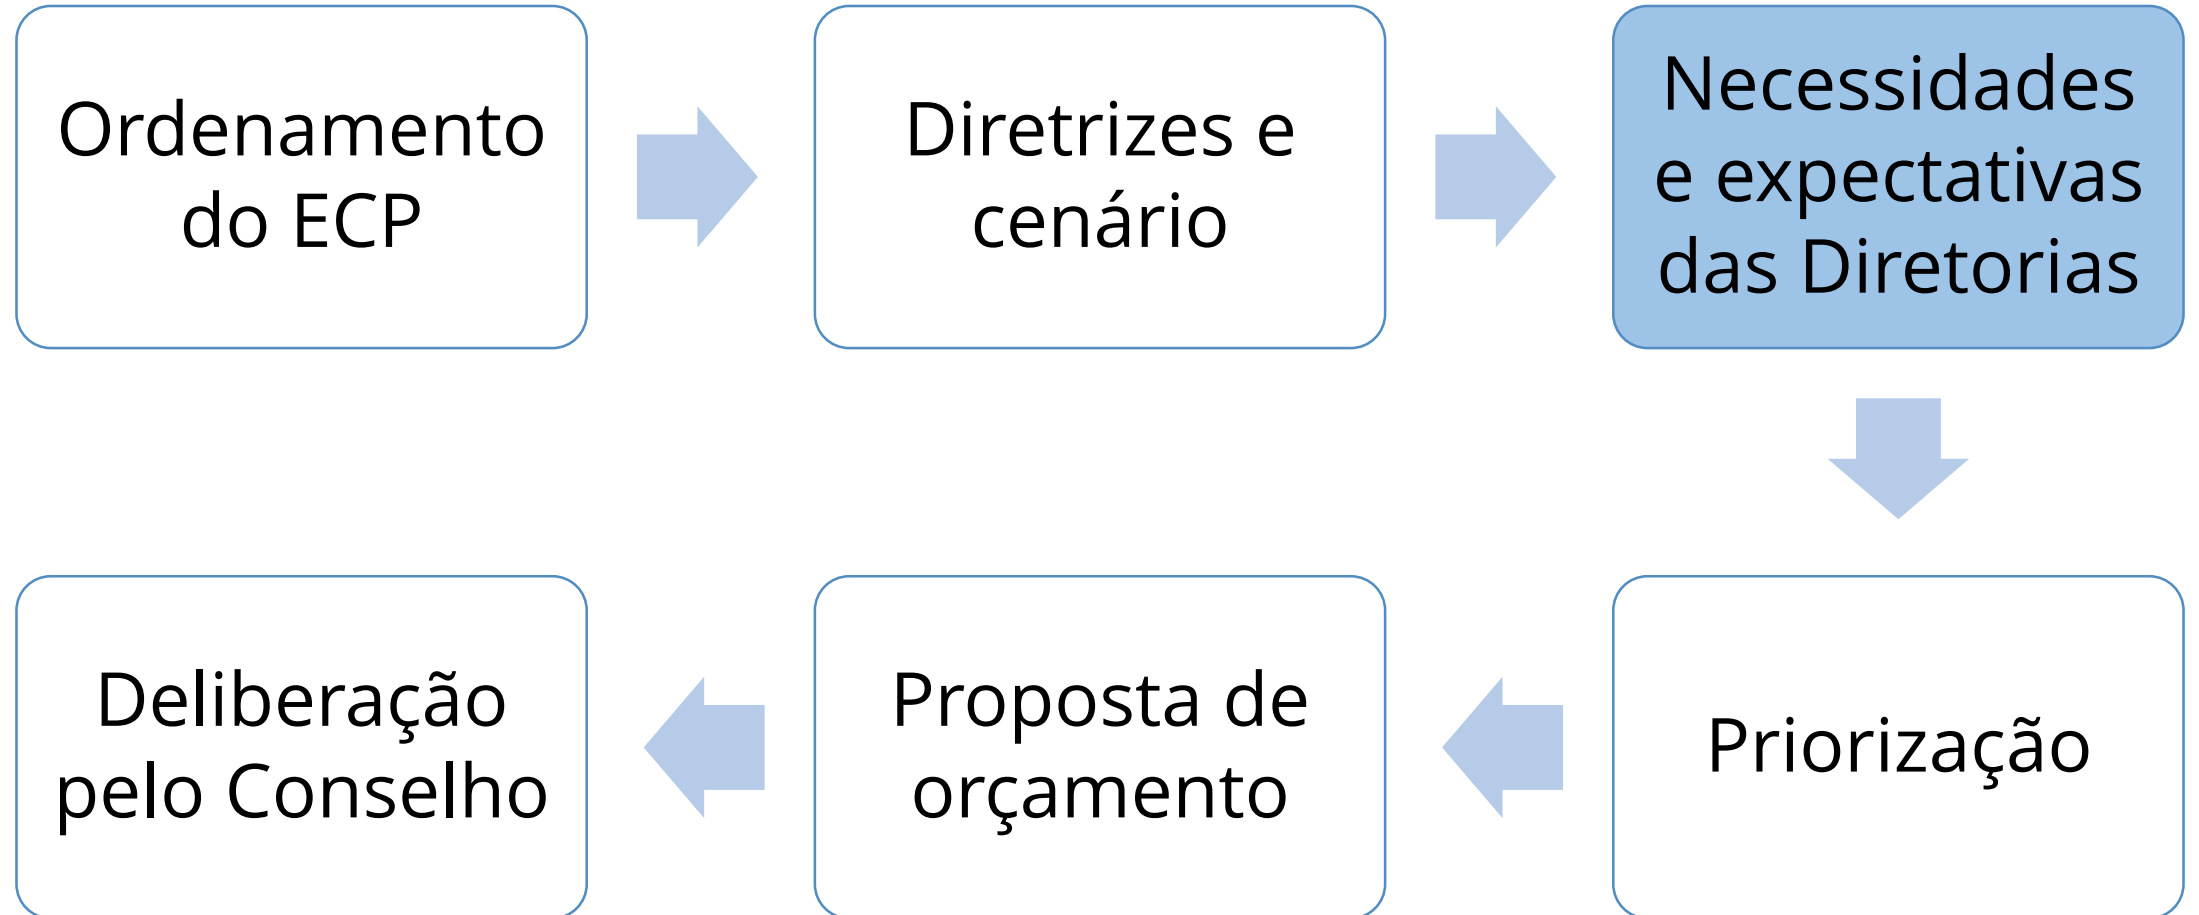 Ordenamento
do ECP
Diretrizes e
cenário
Necessidades
e expectativas
das Diretorias
Priorização
Proposta de
orçamento
Deliberação
pelo Conselho